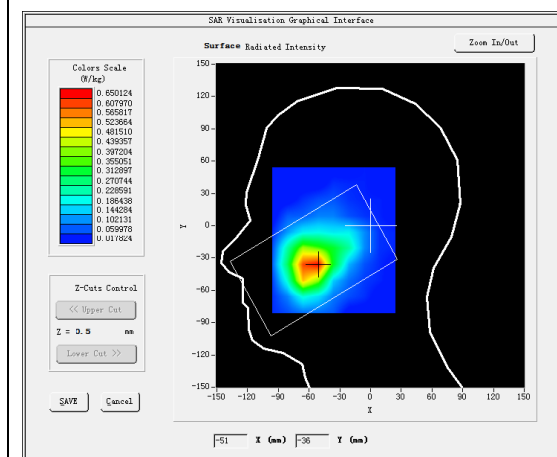 SAR Visualisation Graphical Interface
Surface Radiated Intensity
Zoom In/Out
Colors Scale
(W/kg)
0.650124
0.607970
0.565817
0.523664
0.481510
0.439357
0.397204
0.355051
0.312897
0.270744
0.228591
0.186438
0.144284
0.102131
0.059978
0.017824
Z-Cuts Control
<< Upper Cut
Z = 0.5 mm
Lower Cut >>
SAVE Cancel
150
120
90
60
30
0
-30
-60
-90
-120
-150
Y
-150 -120 -90 -60 -30 0 30 60 90 120 150
X
-51 X (mm) -36 Y (mm)